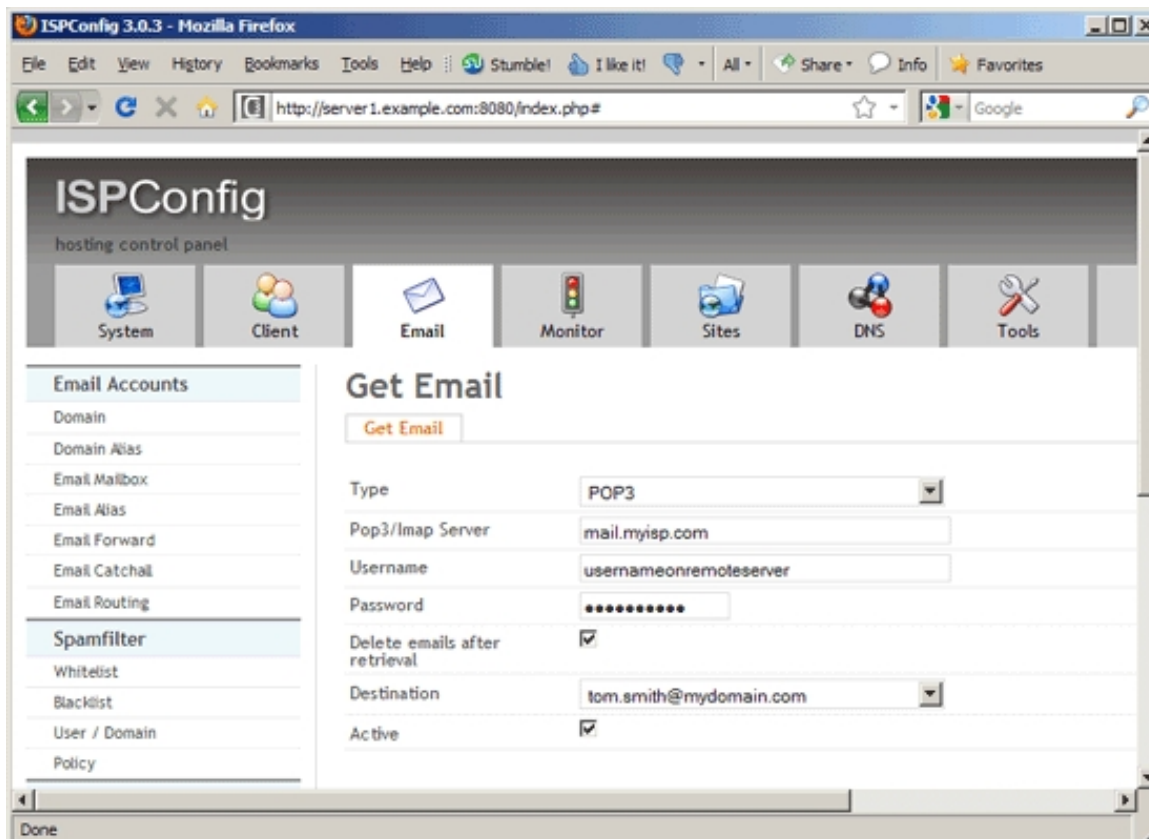 ISPConfig 3.0.3 - Mozilla Firefox
File Edit View History Bookmarks Tools Help Stumble! I like it! All Share Info Favorites
http://server1.example.com:8080/index.php# Google
ISPConfig
hosting control panel
System Client Email Monitor Sites DNS Tools
Email Accounts
Domain
Domain Alias
Email Mailbox
Email Alias
Email Forward
Email Catchall
Email Routing
Spamfilter
Whitelist
Blacklist
User / Domain
Policy
Get Email
Get Email
Type POP3
Pop3/Imap Server mail.myisp.com
Username usernameonremoteserver
Password ••••••••••
Delete emails after
retrieval
Destination tom.smith@mydomain.com
Active
Done